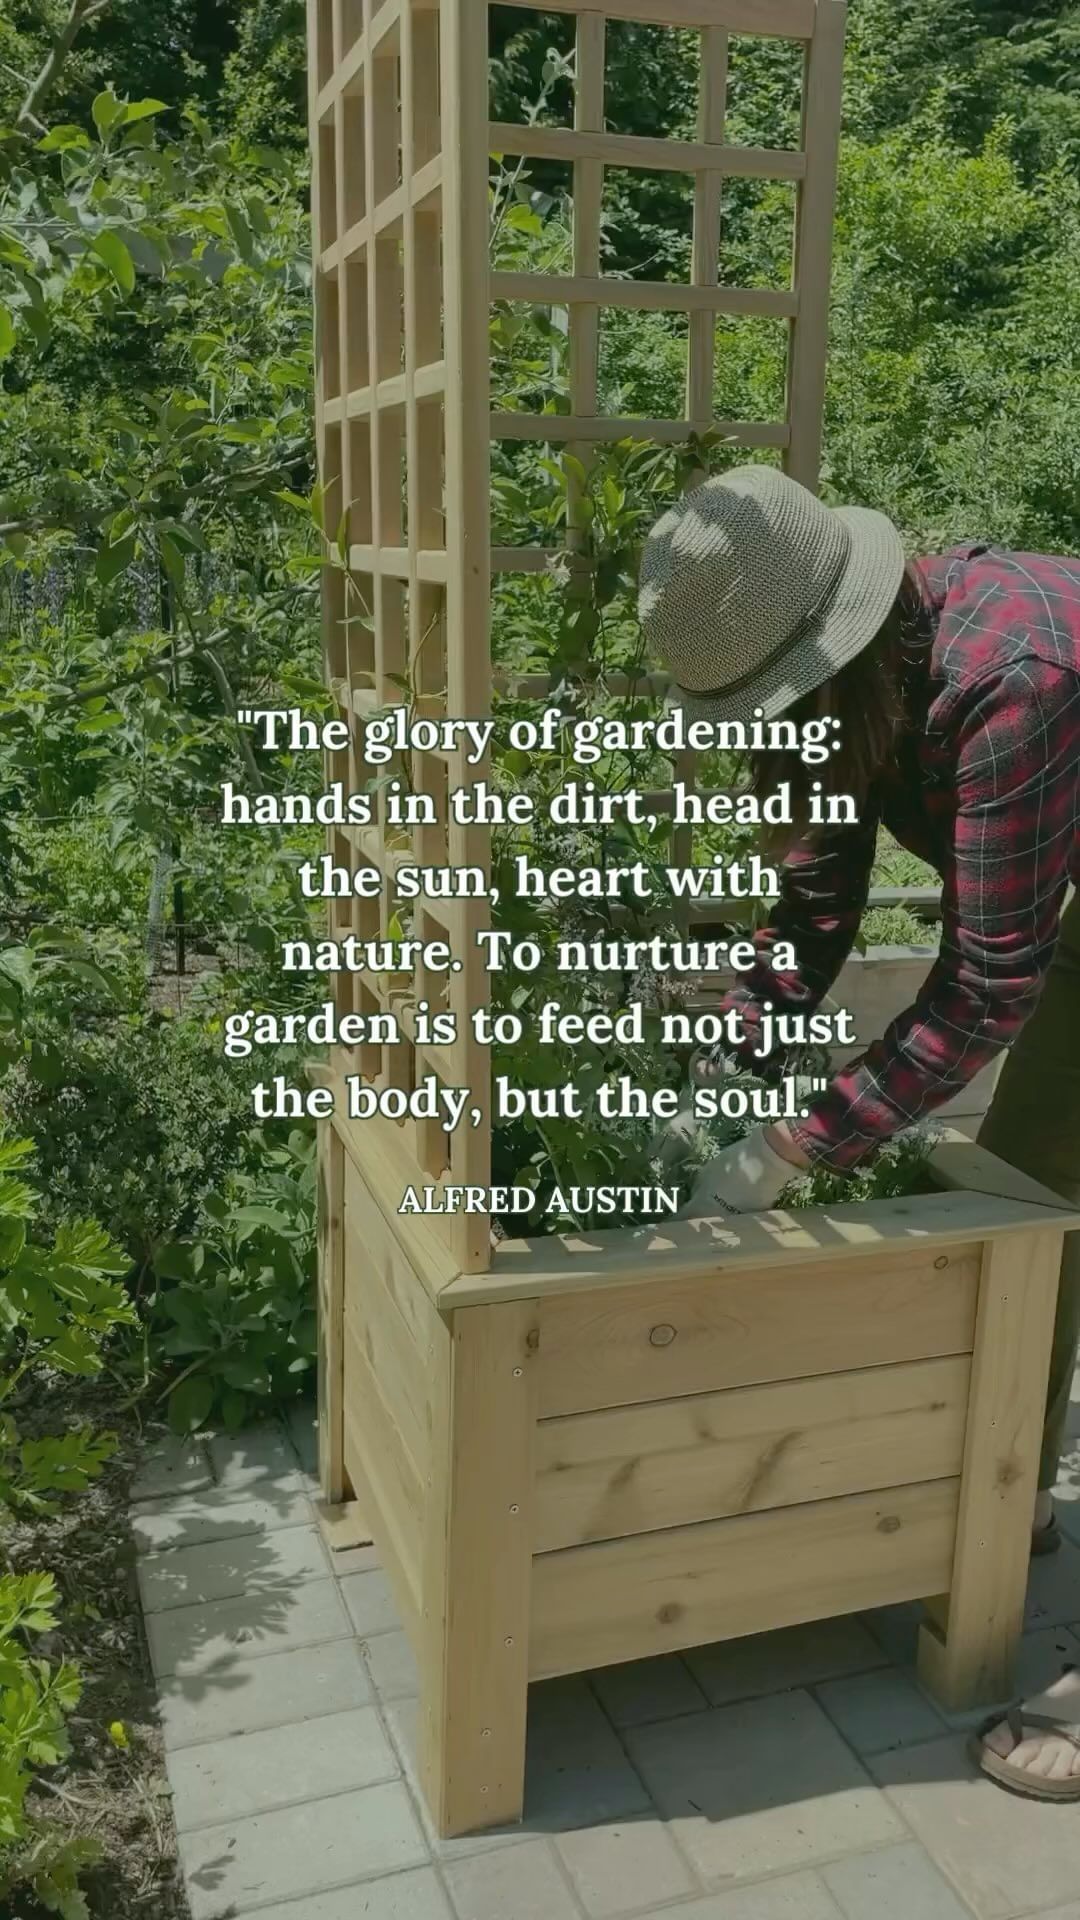 "The glory of gardening:
hands in the dirt, head in
the sun, heart with
nature. To nurture a
garden is to feed not just
the body, but the soul."
ALFRED AUSTIN